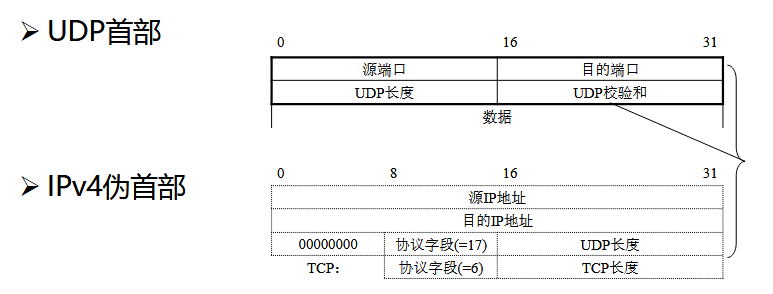 ➢ UDP首部
0 16 31
源端口 目的端口
UDP长度 UDP校验和
数据
➢ IPv4伪首部
0 8 16 31
源IP地址
目的IP地址
00000000 协议字段(=17) UDP长度
TCP: 协议字段(=6) TCP长度